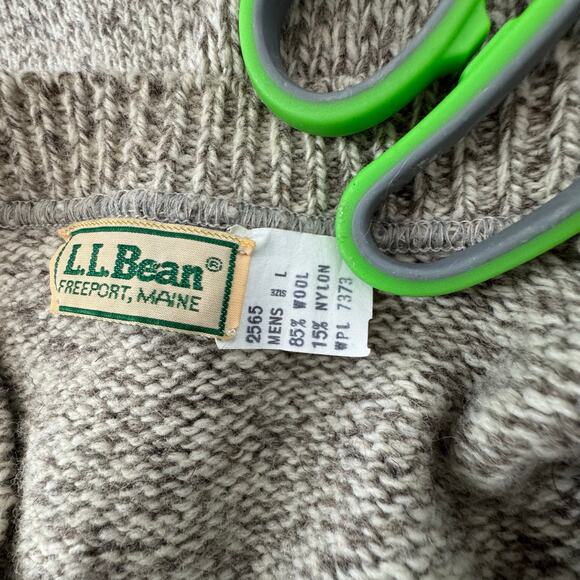 L.L.Bean®
FREEPORT, MAINE
2565
MENS SIZE L
85% WOOL
15% NYLON
WPL 7373